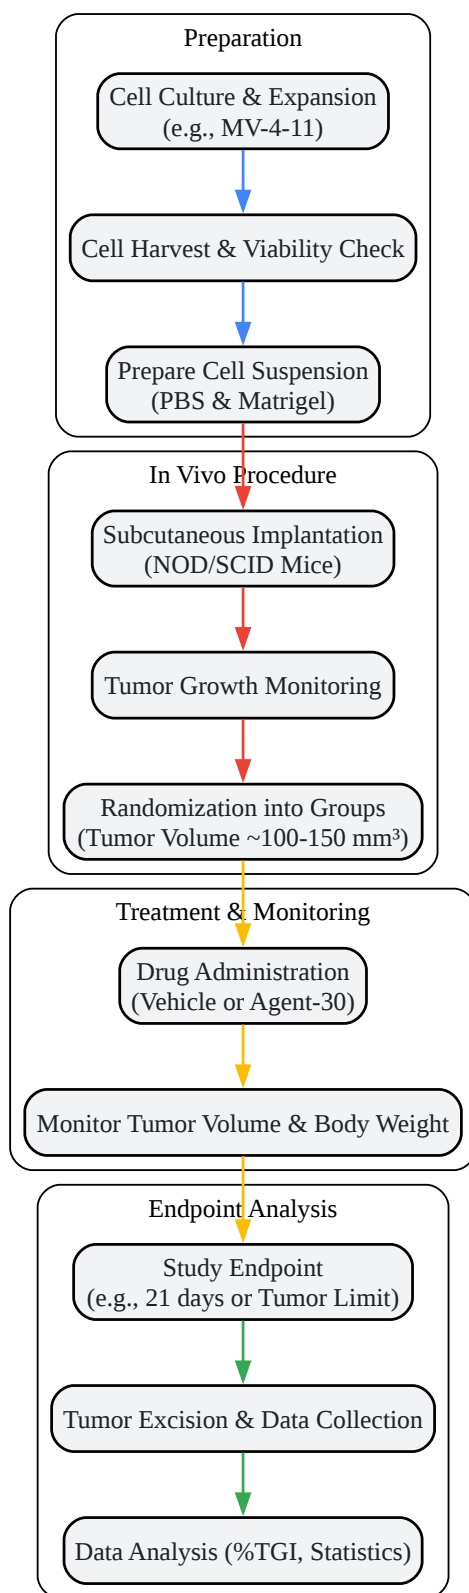 Preparation
Cell Culture & Expansion
(e.g., MV-4-11)
Cell Harvest & Viability Check
Prepare Cell Suspension
(PBS & Matrigel)
In Vivo Procedure
Subcutaneous Implantation
(NOD/SCID Mice)
Tumor Growth Monitoring
Randomization into Groups
(Tumor Volume ~100-150 mm³)
Treatment & Monitoring
Drug Administration
(Vehicle or Agent-30)
Monitor Tumor Volume & Body Weight
Endpoint Analysis
Study Endpoint
(e.g., 21 days or Tumor Limit)
Tumor Excision & Data Collection
Data Analysis (%TGI, Statistics)